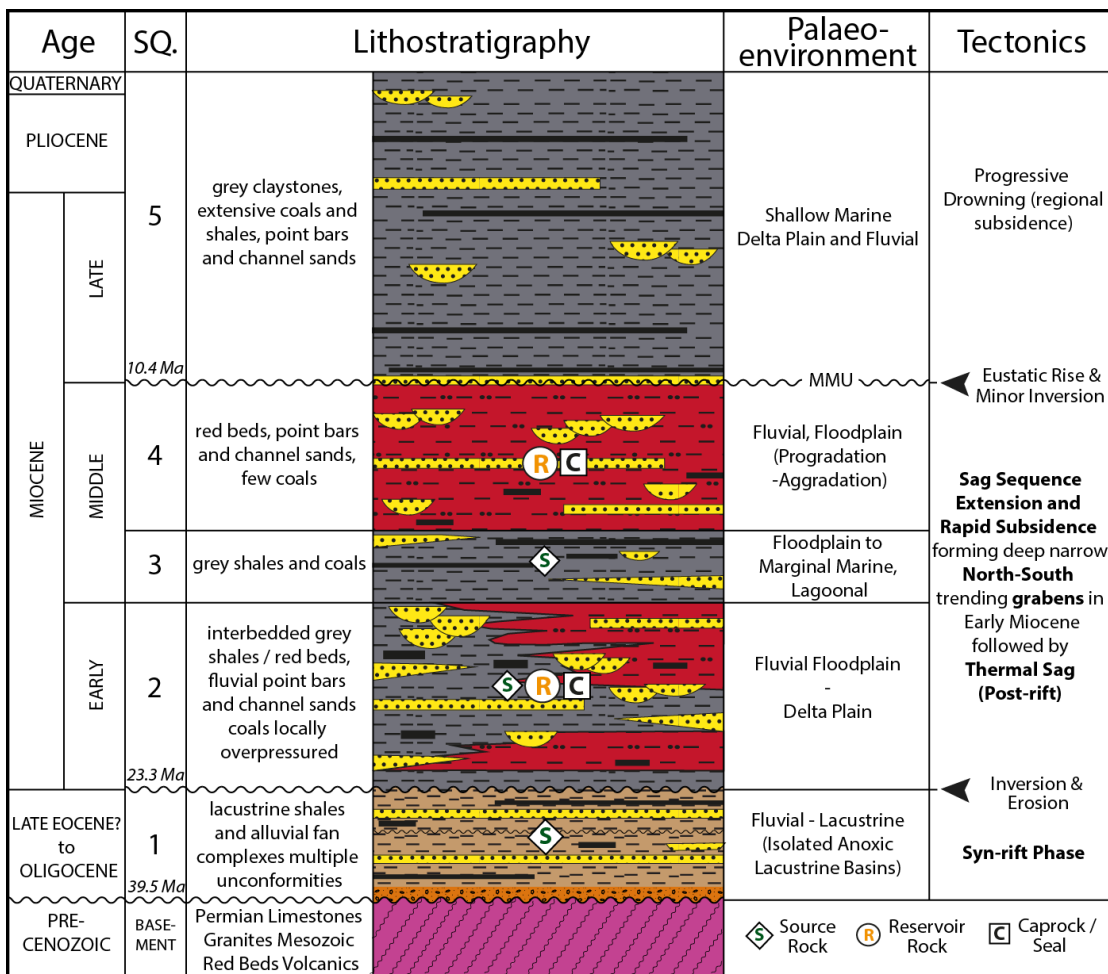 Age
SQ.
Lithostratigraphy
Palaeo-
environment
Tectonics
QUATERNARY
PLIOCENE
MIOCENE
LATE
5
10.4 Ma
grey claystones,
extensive coals and
shales, point bars
and channel sands
Shallow Marine
Delta Plain and Fluvial
Progressive
Drowning (regional
subsidence)
MMU
Eustatic Rise &
Minor Inversion
MIDDLE
4
red beds, point bars
and channel sands,
few coals
R
C
Fluvial, Floodplain
(Progradation
-Aggradation)
3
grey shales and coals
S
Floodplain to
Marginal Marine,
Lagoonal
Sag Sequence
Extension and
Rapid Subsidence
forming deep narrow
North-South
trending grabens in
Early Miocene
followed by
Thermal Sag
(Post-rift)
EARLY
2
23.3 Ma
interbedded grey
shales / red beds,
fluvial point bars
and channel sands
coals locally
overpressured
S
R
C
Fluvial Floodplain
-
Delta Plain
Inversion &
Erosion
LATE EOCENE?
to
OLIGOCENE
1
39.5 Ma
lacustrine shales
and alluvial fan
complexes multiple
unconformities
S
Fluvial - Lacustrine
(Isolated Anoxic
Lacustrine Basins)
Syn-rift Phase
PRE-
CENOZOIC
BASE-
MENT
Permian Limestones
Granites Mesozoic
Red Beds Volcanics
S
Source
Rock
R
Reservoir
Rock
C
Caprock /
Seal